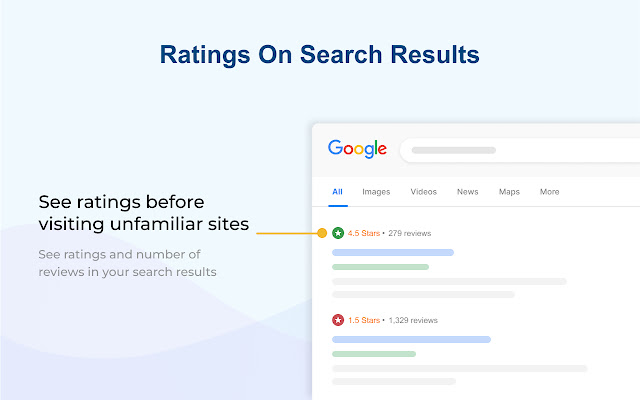 Ratings On Search Results
Google
All Images Videos News Maps More
See ratings before
visiting unfamiliar sites
See ratings and number of
reviews in your search results
4.5 Stars • 279 reviews
1.5 Stars • 1,329 reviews